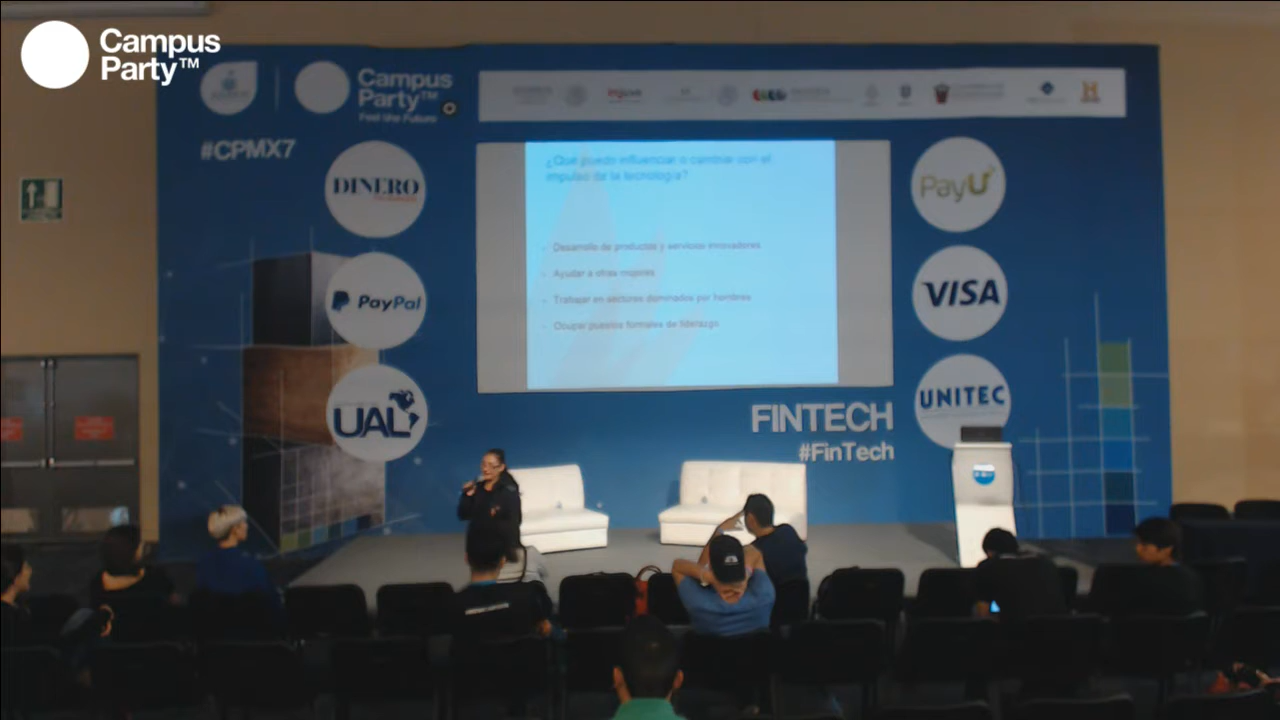 Campus
Party™
Campus
Party™
Feel the Future
#CPMX7
DINERO
PayPal
UAL
¿Qué puedo influenciar o cambiar con el
impulso de la tecnología?
- Desarrollo de productos y servicios innovadores
- Ayudar a otras mujeres
- Trabajar en sectores dominados por hombres
- Ocupar puestos formales de liderazgo
PayU
VISA
UNITEC
FINTECH
#FinTech